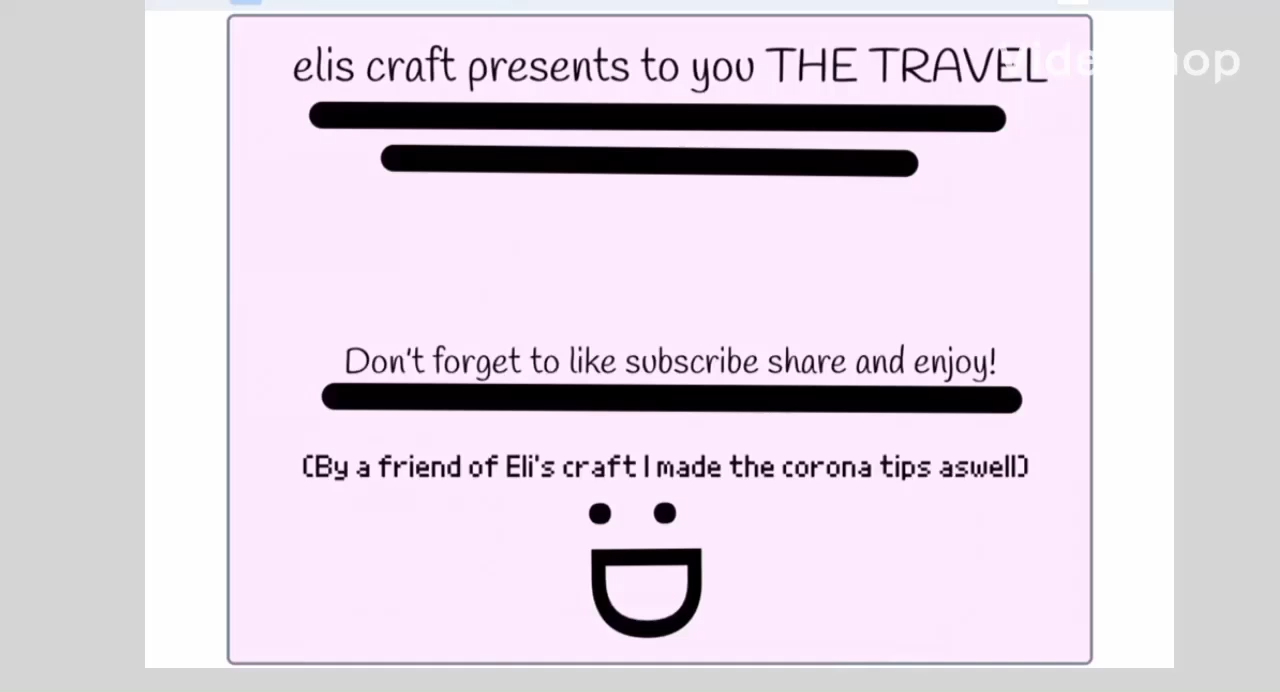 elis craft presents to you THE TRAVEL
Don't forget to like subscribe share and enjoy!
(By a friend of Eli's craft I made the corona tips aswell)